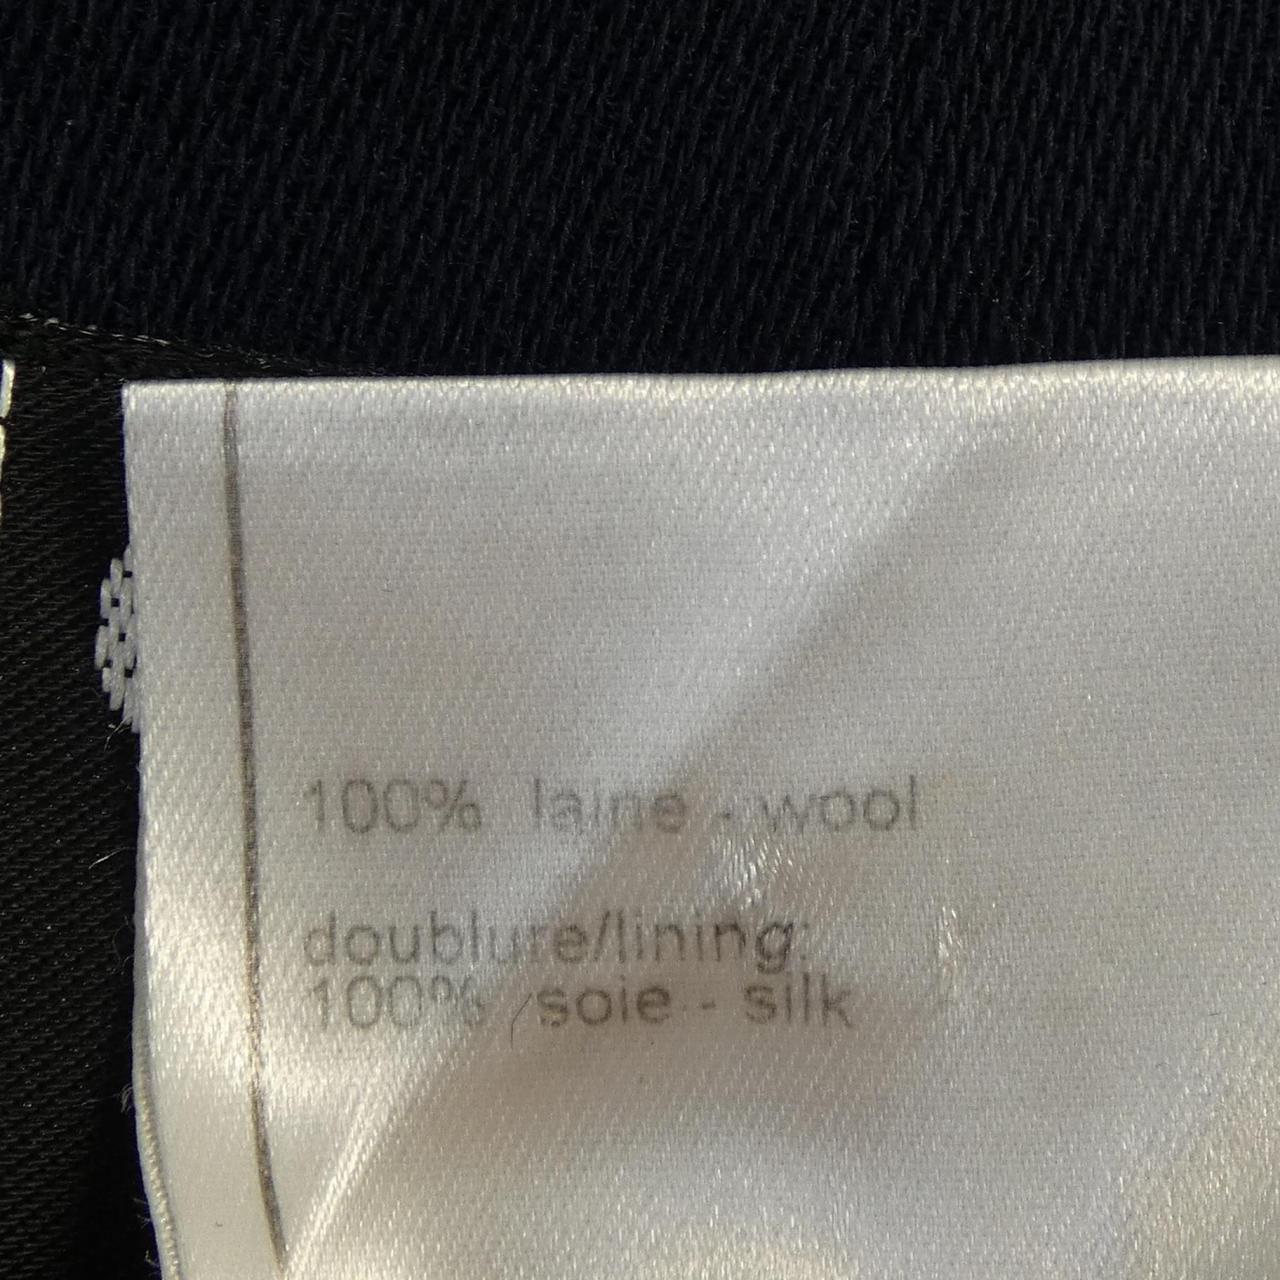 100% laine - wool
doublure/lining:
100% soie - silk